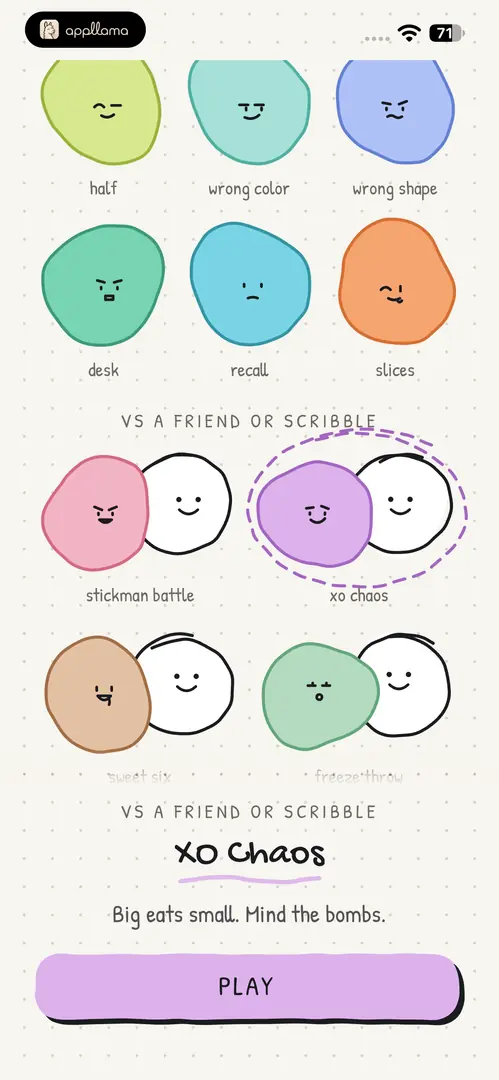 appllama
71
half
wrong color
wrong shape
desk
recall
slices
VS A FRIEND OR SCRIBBLE
stickman battle
xo chaos
sweet six
freeze throw
VS A FRIEND OR SCRIBBLE
XO Chaos
Big eats small. Mind the bombs.
PLAY